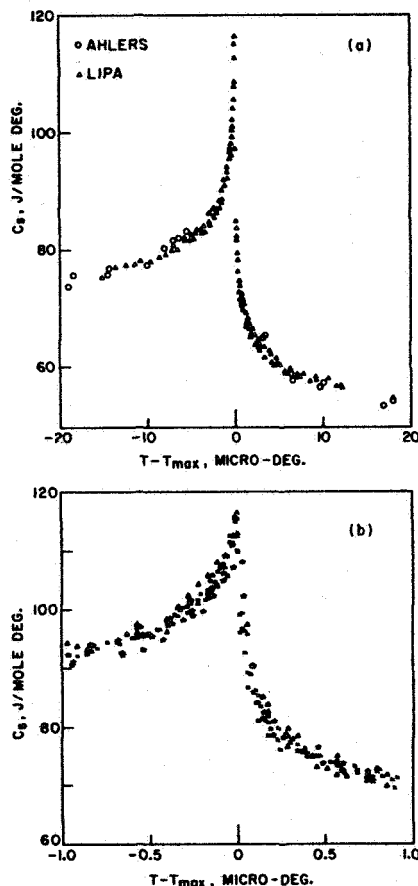 120
○ AHLERS
(a)
▲ LIPA
100
80
60
Cs, J/MOLE DEG.
-20
-10
0
10
20
T-Tmax, MICRO-DEG.
120
(b)
100
80
60
Cs, J/MOLE DEG.
-1.0
-0.5
0
0.5
1.0
T-Tmax, MICRO-DEG.